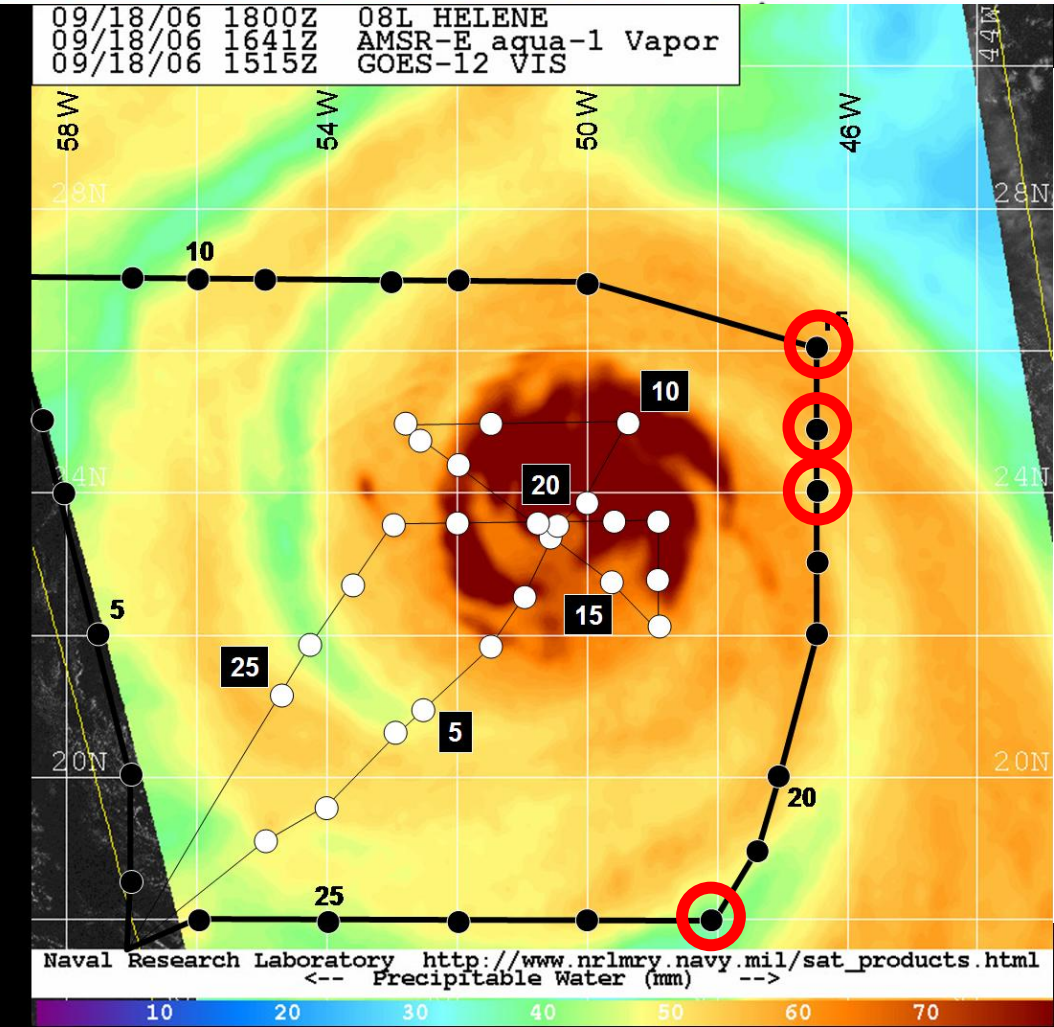 09/18/06 1800Z 08L HELENE
09/18/06 1641Z AMSR-E aqua-1 Vapor
09/18/06 1515Z GOES-12 VIS
44W
58W 54W 50W 46W
28N 28N
10
10
24N 24N
20
15
5
25
5
20N 20N
20
25
Naval Research Laboratory http://www.nrlmry.navy.mil/sat_products.html
<-- Precipitable Water (mm) -->
10 20 30 40 50 60 70